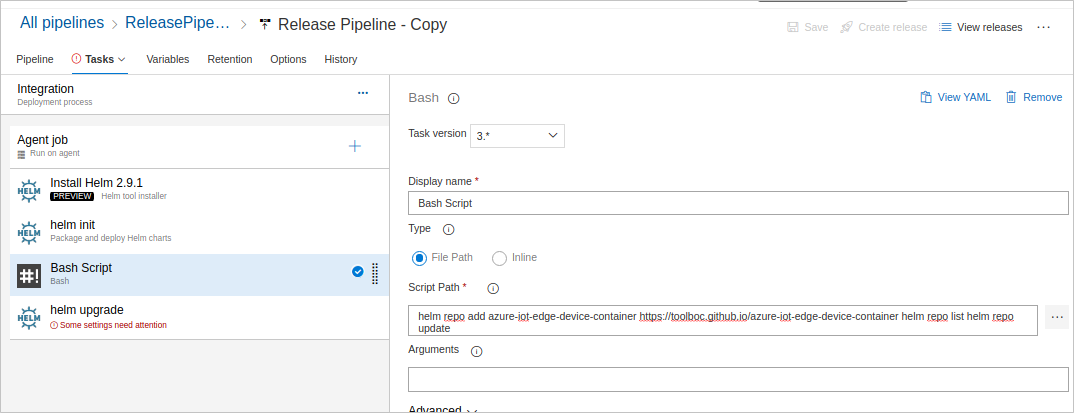 All pipelines > ReleasePipe... > Release Pipeline - Copy
Save Create release View releases ...
Pipeline Tasks Variables Retention Options History
Integration
Deployment process
Agent job
Run on agent
HELM Install Helm 2.9.1
PREVIEW Helm tool installer
HELM helm init
Package and deploy Helm charts
#! Bash Script
Bash
HELM helm upgrade
Some settings need attention
Bash
View YAML Remove
Task version 3.*
Display name *
Bash Script
Type
File Path Inline
Script Path *
helm repo add azure-iot-edge-device-container https://toolboc.github.io/azure-iot-edge-device-container helm repo list helm repo
update
Arguments
Advanced